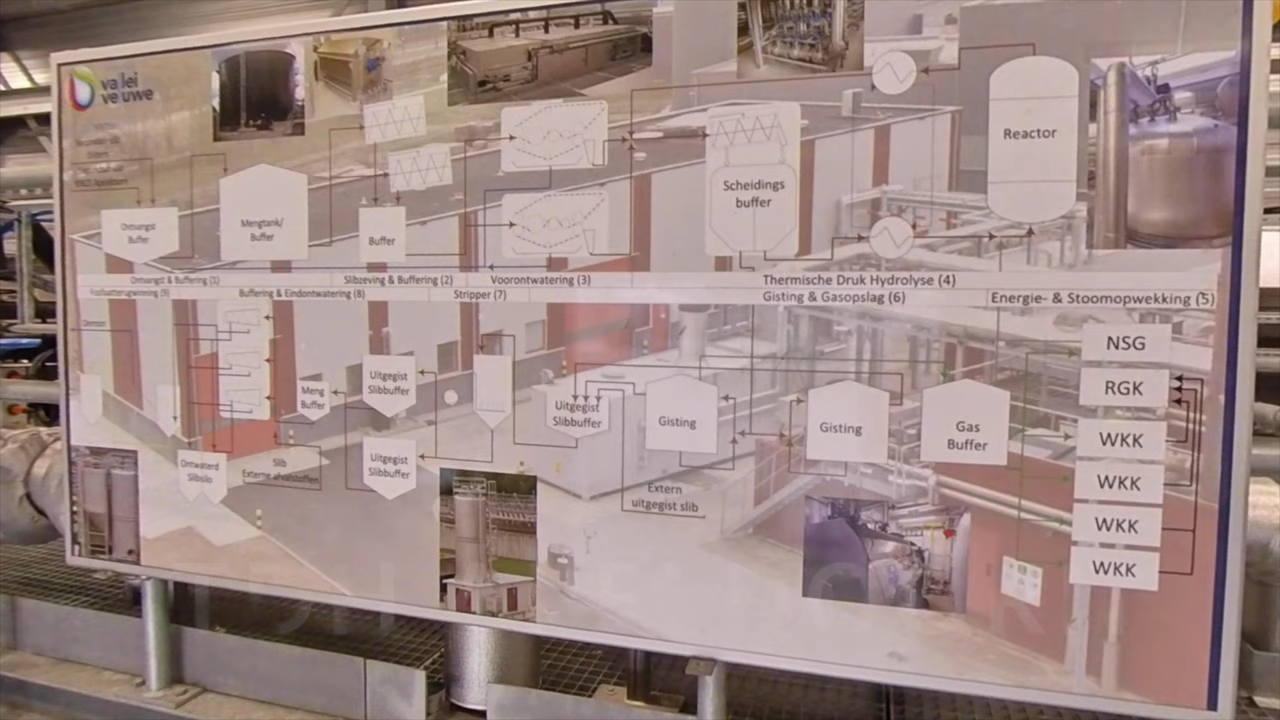 vallei
veluwe
Reactor
Scheidings
buffer
Ontvangst
Buffer
Mengtank/
Buffer
Buffer
Ontvangst & Buffering (1)
Slibzeving & Buffering (2)
Voorontwatering (3)
Thermische Druk Hydrolyse (4)
Fosfaatterugwinning (9)
Buffering & Eindontwatering (8)
Stripper (7)
Gisting & Gasopslag (6)
Energie- & Stoomopwekking (5)
NSG
RGK
WKK
WKK
WKK
WKK
Uitgegist
Slibbuffer
Meng
Buffer
Uitgegist
Slibbuffer
Gisting
Gisting
Gas
Buffer
Ontwaterd
Slibsilo
Slib
Externe
Uitgegist
Slibbuffer
Extern
uitgegist slib